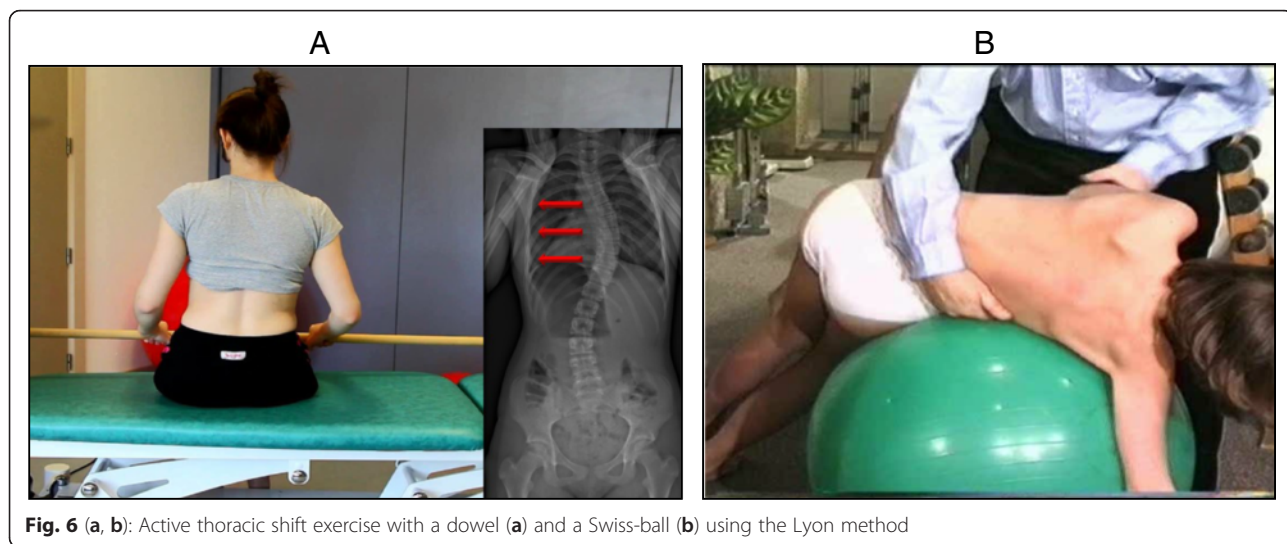 A
B
Fig. 6 (a, b): Active thoracic shift exercise with a dowel (a) and a Swiss-ball (b) using the Lyon method